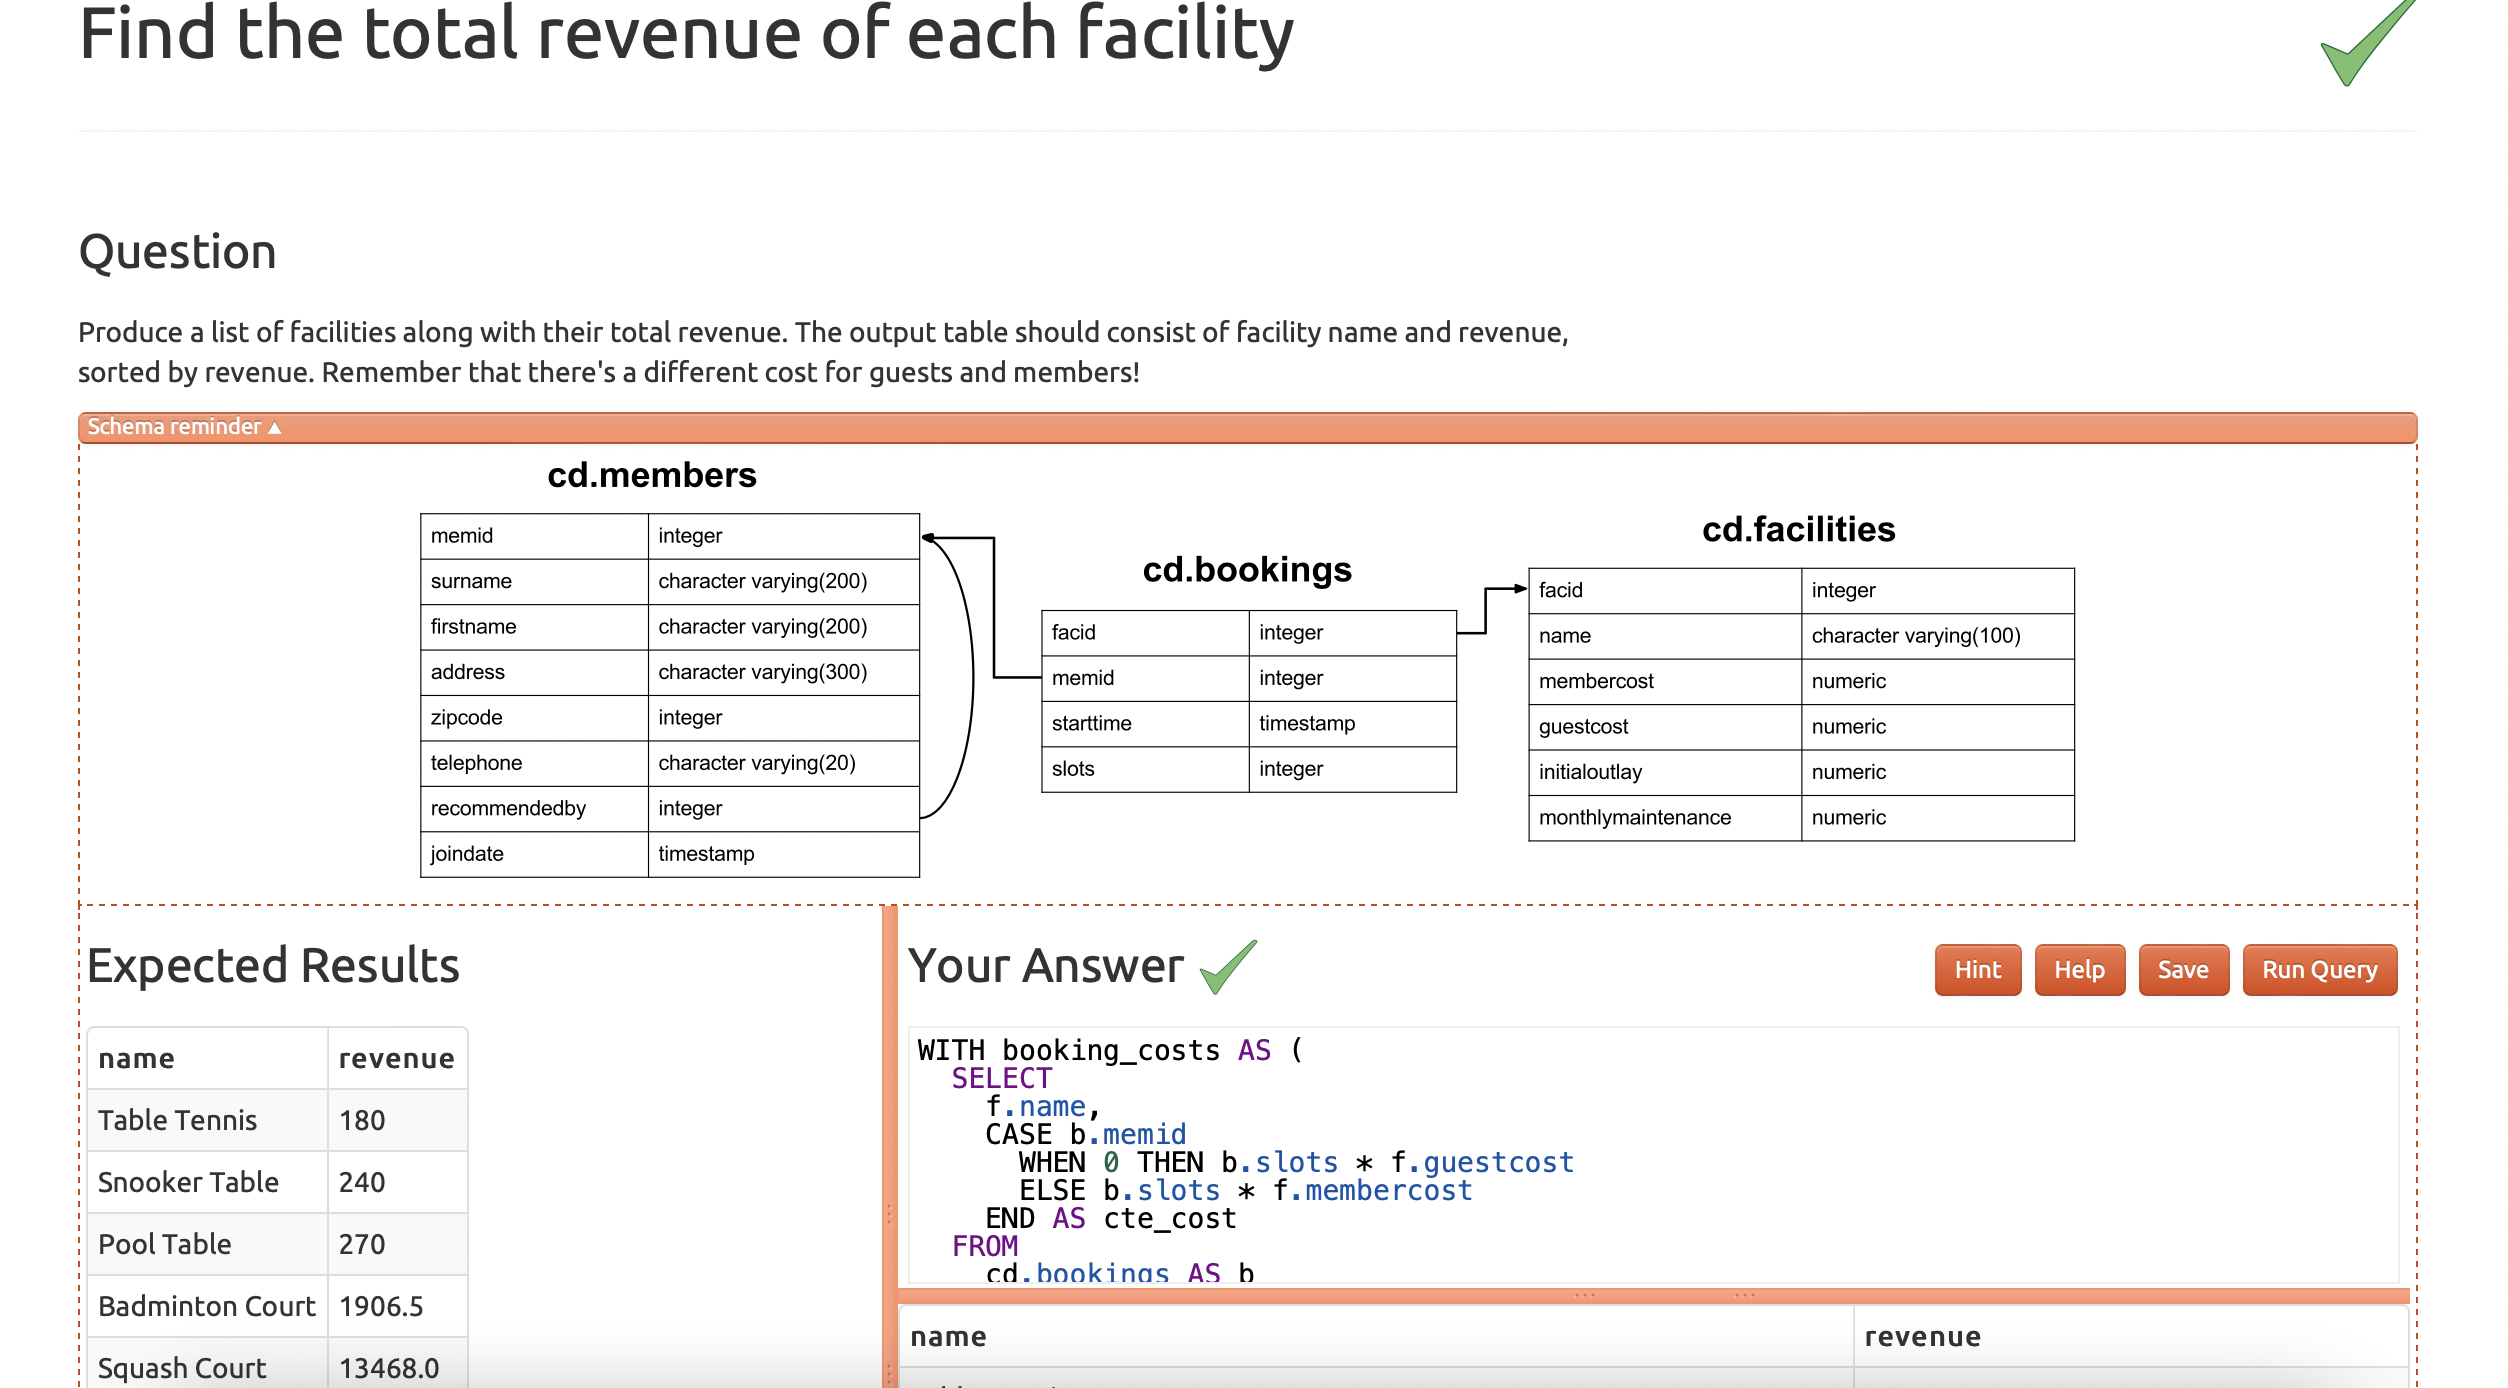 Find the total revenue of each facility
Question
Produce a list of facilities along with their total revenue. The output table should consist of facility name and revenue,
sorted by revenue. Remember that there's a different cost for guests and members!
Schema reminder ▲
cd.members
memid integer
surname character varying(200)
firstname character varying(200)
address character varying(300)
zipcode integer
telephone character varying(20)
recommendedby integer
joindate timestamp
cd.bookings
facid integer
memid integer
starttime timestamp
slots integer
cd.facilities
facid integer
name character varying(100)
membercost numeric
guestcost numeric
initialoutlay numeric
monthlymaintenance numeric
Expected Results
name revenue
Table Tennis 180
Snooker Table 240
Pool Table 270
Badminton Court 1906.5
Squash Court 13468.0
Your Answer
Hint Help Save Run Query
WITH booking_costs AS (
SELECT
f.name,
CASE b.memid
WHEN 0 THEN b.slots * f.guestcost
ELSE b.slots * f.membercost
END AS cte_cost
FROM
cd.bookings AS b
name revenue